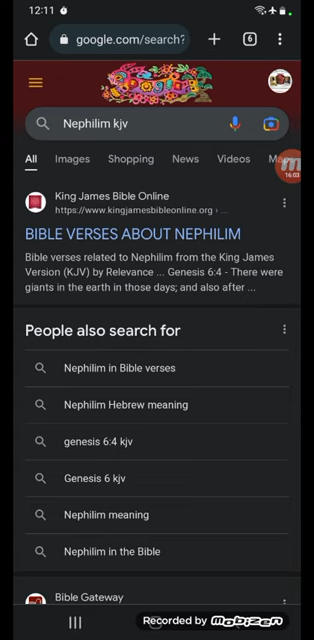 12:11
google.com/search?
6
Nephilim kjv
All Images Shopping News Videos
16:03
King James Bible Online
https://www.kingjamesbibleonline.org › ...
BIBLE VERSES ABOUT NEPHILIM
Bible verses related to Nephilim from the King James
Version (KJV) by Relevance ... Genesis 6:4 - There were
giants in the earth in those days; and also after ...
People also search for
Nephilim in Bible verses
Nephilim Hebrew meaning
genesis 6:4 kjv
Genesis 6 kjv
Nephilim meaning
Nephilim in the Bible
Bible Gateway
Recorded by mobizen